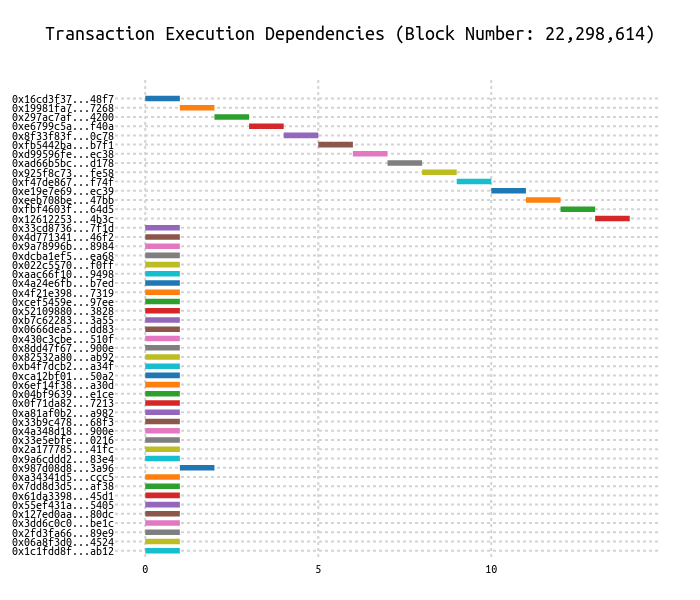 Transaction Execution Dependencies (Block Number: 22,298,614)
0x16cd3f37...48f7
0x19981fa7...7268
0x297ac7af...4200
0xe6799c5a...f40a
0x8f33f83f...0c78
0xfb5442ba...b7f1
0xd99596fe...ec38
0xad66b5bc...d178
0x925f8c73...fe58
0xf47de867...f74f
0xe19e7e69...ec39
0xeeb708be...47bb
0xfbf4603f...64d5
0x12612253...4b3c
0x33cd8736...7f1d
0x4d771341...46f2
0x9a78996b...8984
0xdcba1ef5...ea68
0x022c5570...f0ff
0xaac66f10...9498
0x4a24e6fb...b7ed
0x4f21e398...7319
0xcef5459e...97ee
0x52109880...3828
0xb7c62283...3a55
0x0666dea5...dd83
0x430c3cbe...510f
0x8dd47f67...900e
0x82532a80...ab92
0xb4f7dcb2...a34f
0xca12bf01...50a2
0x6ef14f38...a30d
0x04bf9639...e1ce
0x0f71da82...7213
0xa81af0b2...a982
0x33b9c478...68f3
0x4a348d18...900e
0x33e5ebfe...0216
0x2a177785...41fc
0x9a6cddd2...83e4
0x987d08d8...3a96
0xa34341d5...ccc5
0x7dd8d3d5...af38
0x61da3398...45d1
0x55ef431a...5405
0x127ed0aa...80dc
0x3dd6c0c0...be1c
0x2fd3fa66...89e9
0x06a8f3d0...4524
0x1c1fdd8f...ab12
0 5 10